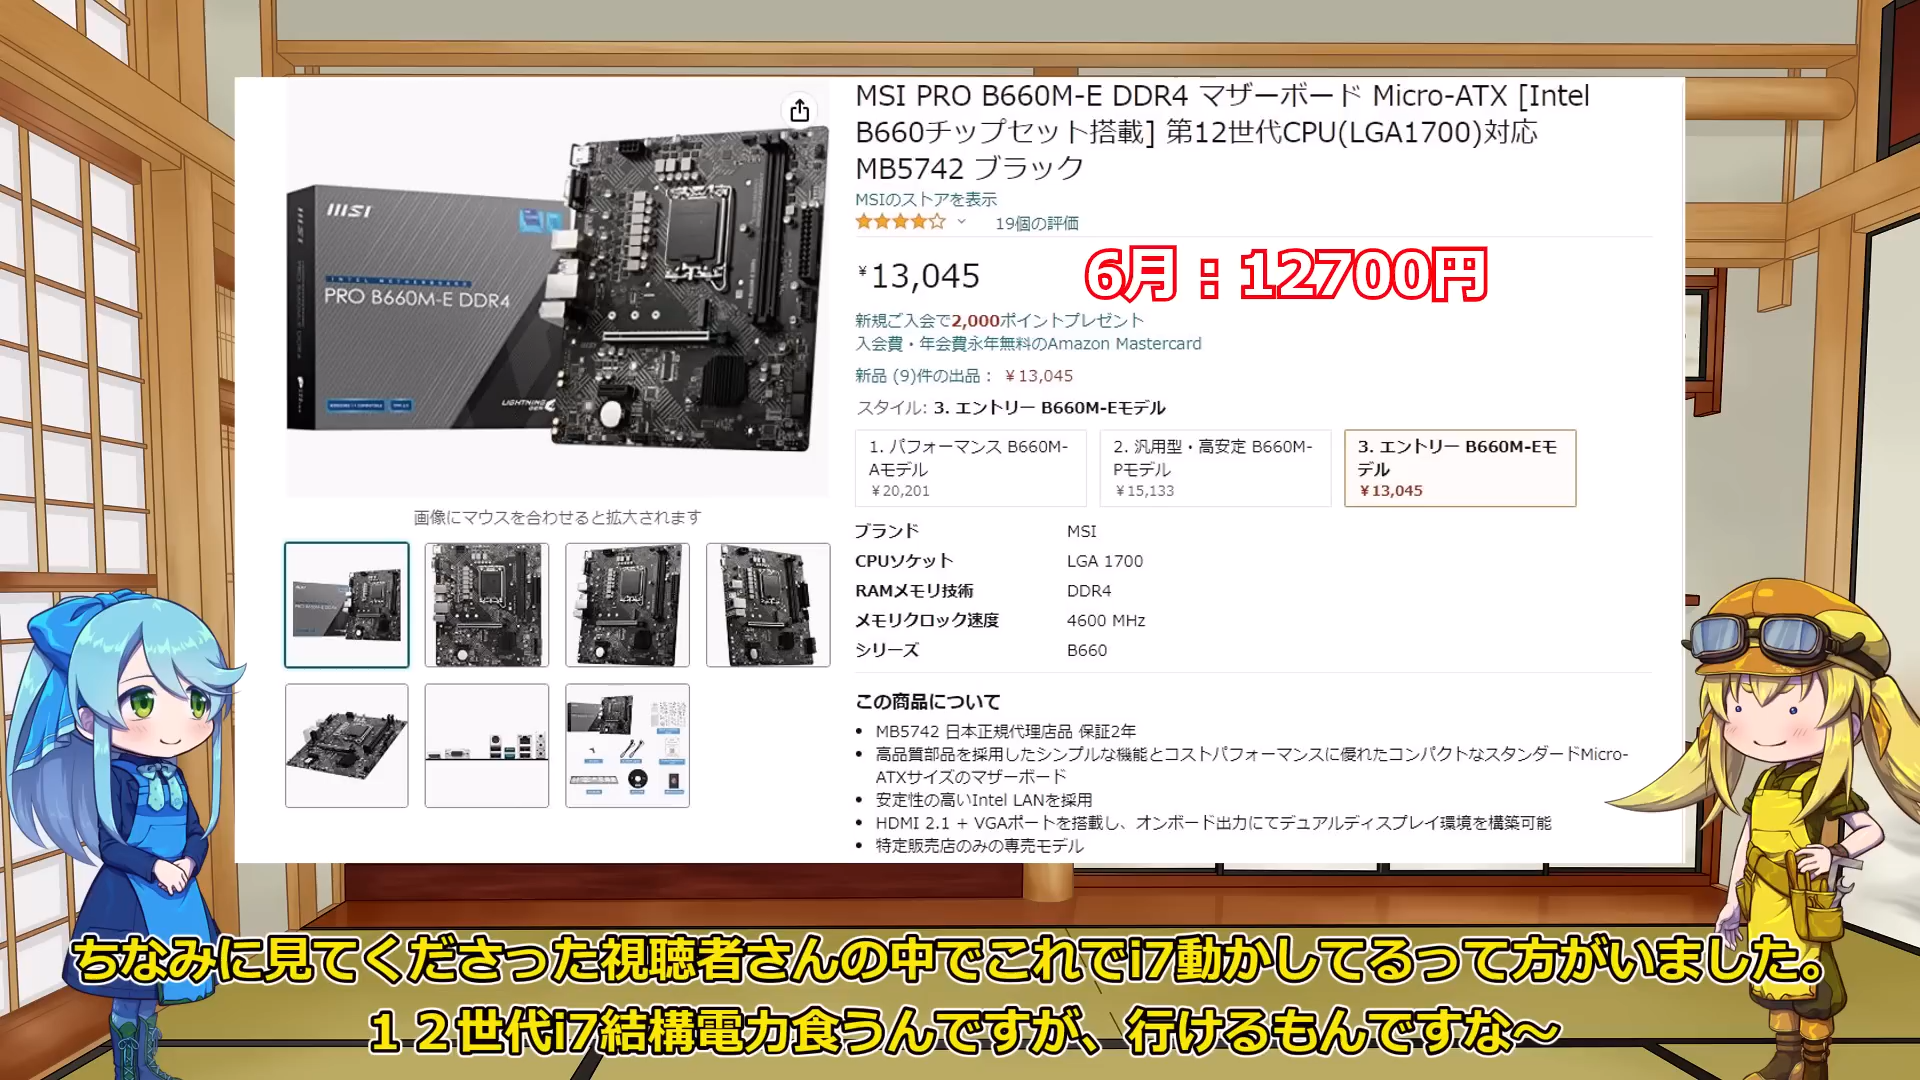 MSI PRO B660M-E DDR4 マザーボード Micro-ATX [Intel
B660チップセット搭載] 第12世代CPU(LGA1700)対応
MB5742 ブラック
MSIのストアを表示
19個の評価
¥13,045
6月：12700円
新規ご入会で2,000ポイントプレゼント
入会費・年会費永年無料のAmazon Mastercard
新品 (9)件の出品： ￥13,045
スタイル: 3. エントリー B660M-Eモデル
1. パフォーマンス B660M-
Aモデル
￥20,201
2. 汎用型・高安定 B660M-
Pモデル
￥15,133
3. エントリー B660M-Eモ
デル
￥13,045
ブランド MSI
CPUソケット LGA 1700
RAMメモリ技術 DDR4
メモリクロック速度 4600 MHz
シリーズ B660
この商品について
• MB5742 日本正規代理店品 保証2年
• 高品質部品を採用したシンプルな機能とコストパフォーマンスに優れたコンパクトなスタンダードMicro-
ATXサイズのマザーボード
• 安定性の高いIntel LANを採用
• HDMI 2.1 + VGAポートを搭載し、オンボード出力にてデュアルディスプレイ環境を構築可能
• 特定販売店のみの専売モデル
msi
INTEL MOTHERBOARD
PRO B660M-E DDR4
LIGHTNING
GEN 4
画像にマウスを合わせると拡大されます
ちなみに見てくださった視聴者さんの中でこれでi7動かしてるって方がいました。
１２世代i7結構電力食うんですが、行けるもんですな～